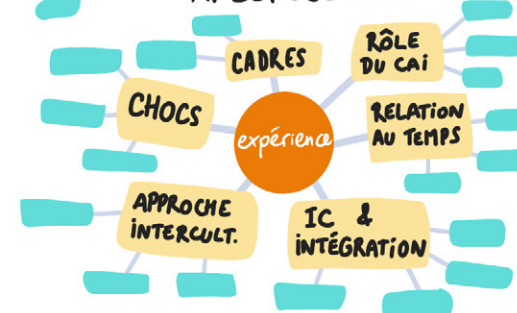 CADRES
RÔLE
DU CAi
CHOCS
expérience
RELATION
AU TEMPS
APPROCHE
iNTERCULT.
IC &
iNTÉGRATiON